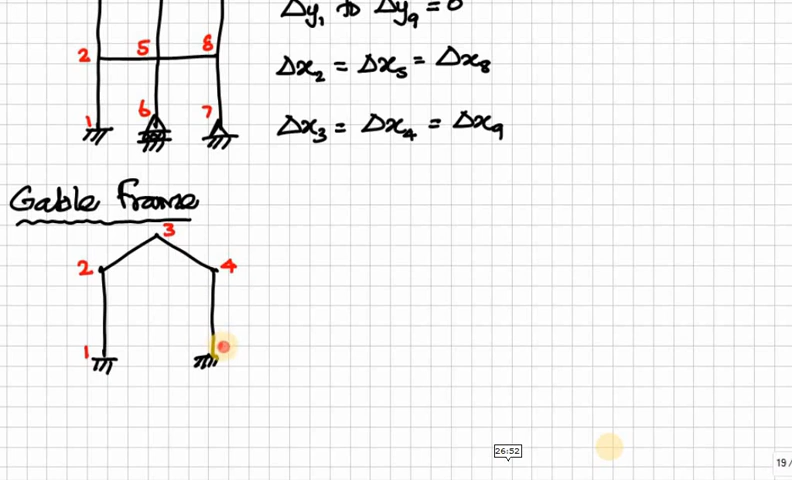 Δy₁ to Δy₉ = 0
2 5 8
Δx₂ = Δx₅ = Δx₈
6 7
1
Δx₃ = Δx₄ = Δx₉
Gable Frame
3
2 4
1
26:52
19/